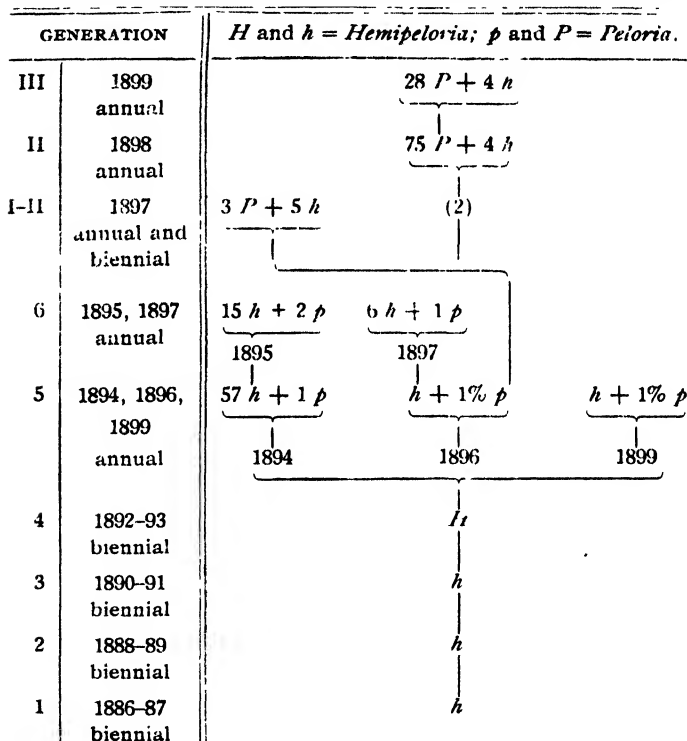 GENERATION H and h = Hemipeloria; p and P = Peloria.
III 1899 28 P + 4 h
annual
II 1898 75 P + 4 h
annual
I-II 1897 3 P + 5 h (2)
annual and
biennial
6 1895, 1897 15 h + 2 p 6 h + 1 p
annual
1895 1897
5 1894, 1896, 57 h + 1 p h + 1% p h + 1% p
1899
annual 1894 1896 1899
4 1892–93 h
biennial
3 1890–91 h
biennial
2 1888–89 h
biennial
1 1886–87 h
biennial